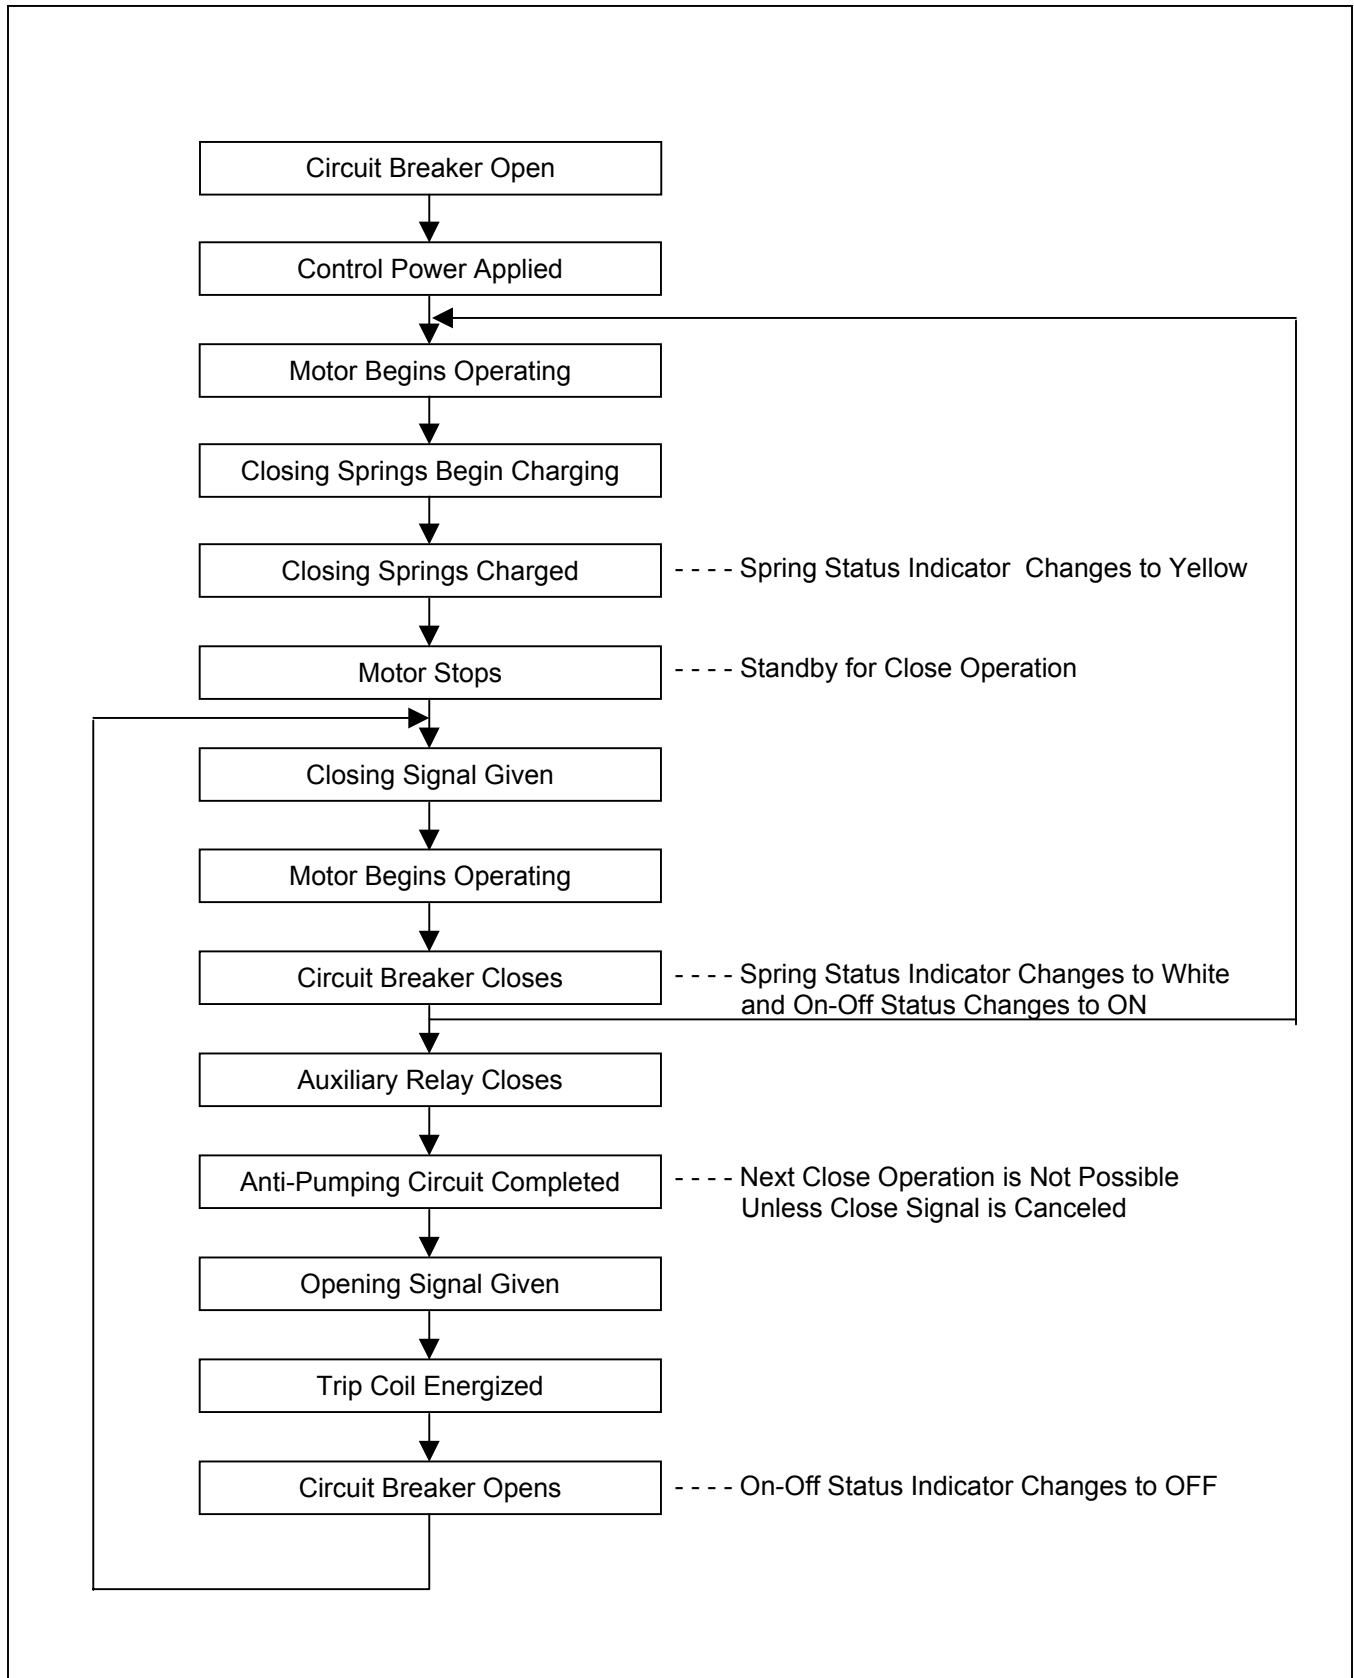 Circuit Breaker Open
Control Power Applied
Motor Begins Operating
Closing Springs Begin Charging
Closing Springs Charged
- - - - Spring Status Indicator  Changes to Yellow
Motor Stops
- - - - Standby for Close Operation
Closing Signal Given
Motor Begins Operating
Circuit Breaker Closes
- - - - Spring Status Indicator Changes to White
and On-Off Status Changes to ON
Auxiliary Relay Closes
Anti-Pumping Circuit Completed
- - - - Next Close Operation is Not Possible
Unless Close Signal is Canceled
Opening Signal Given
Trip Coil Energized
Circuit Breaker Opens
- - - - On-Off Status Indicator Changes to OFF